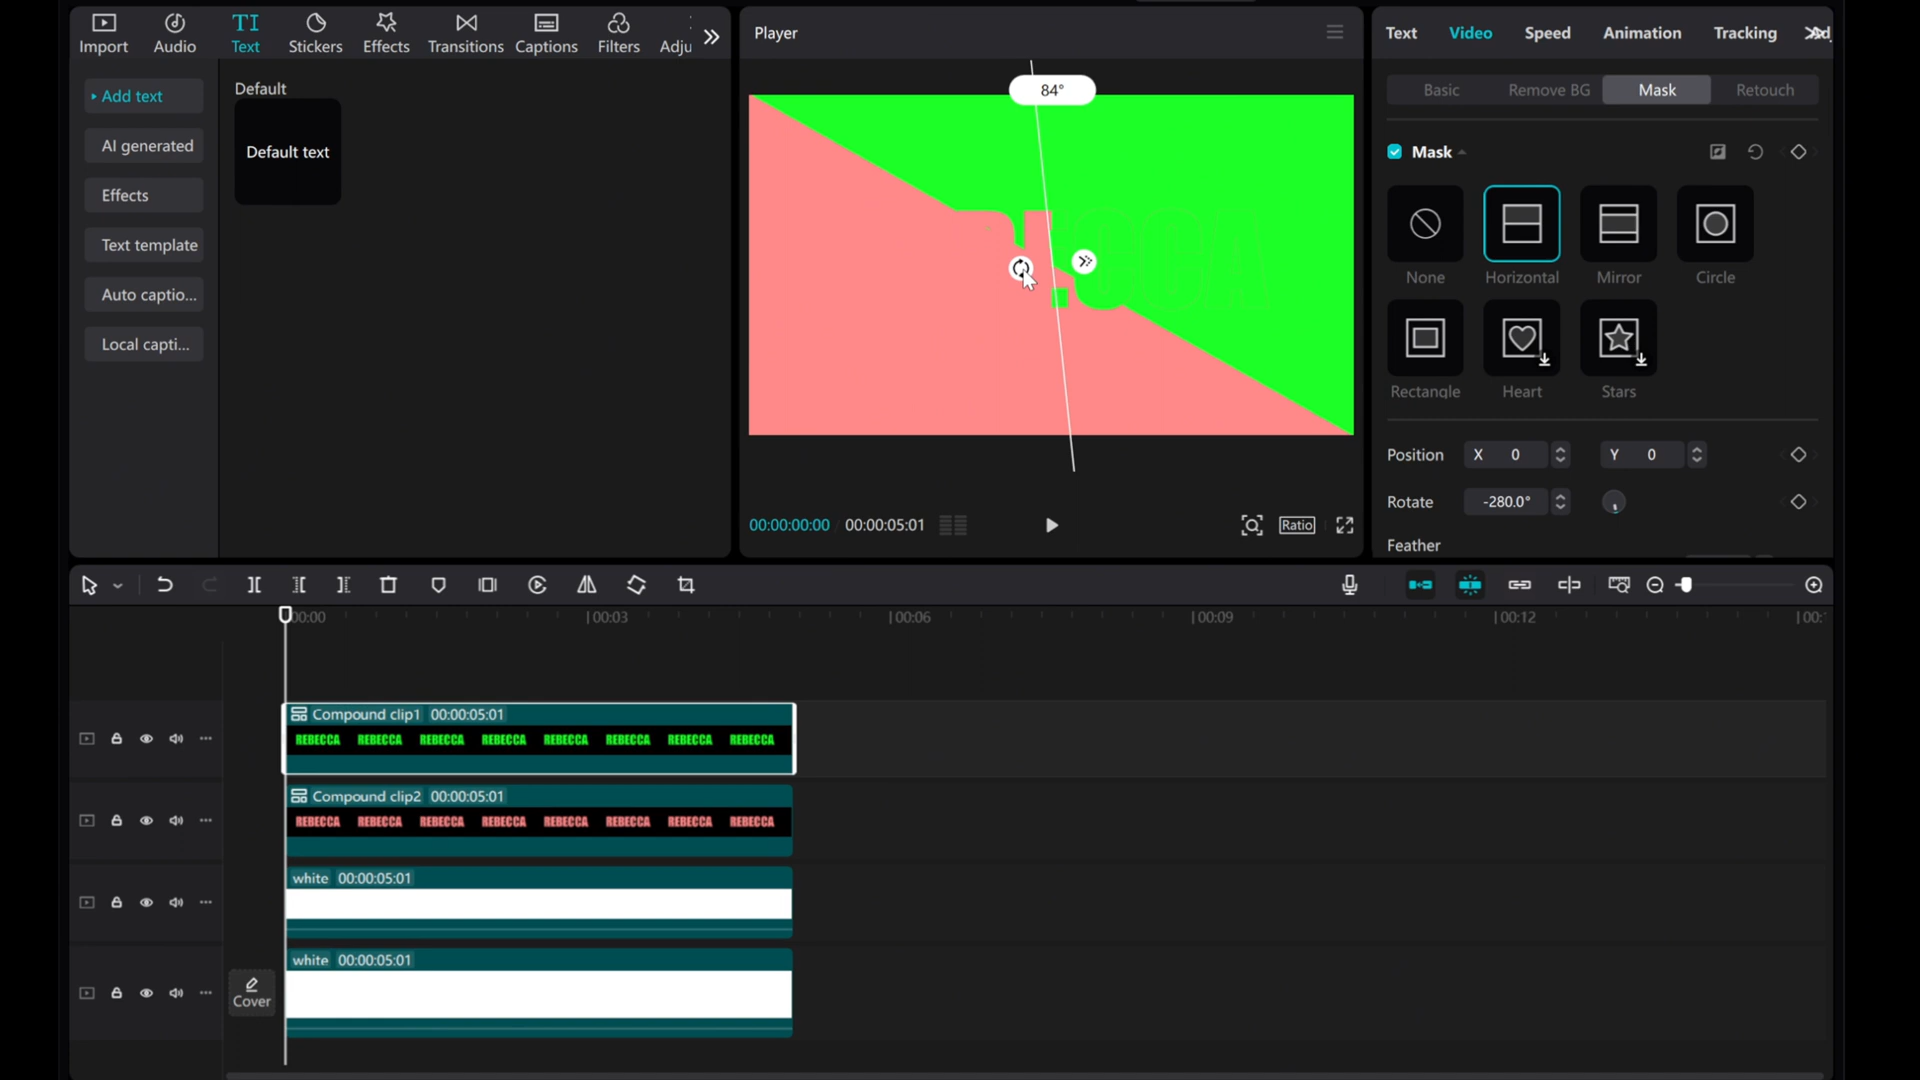 Import Audio Text Stickers Effects Transitions Captions Filters Adju
Player
Text Video Speed Animation Tracking Adj
Add text
AI generated
Effects
Text template
Auto captio...
Local capti...
Default
Default text
84°
CCA
00:00:00:00 00:00:05:01
Ratio
Basic Remove BG Mask Retouch
Mask
None Horizontal Mirror Circle
Rectangle Heart Stars
Position X 0 Y 0
Rotate -280.0°
Feather
00:00 00:03 00:06 00:09 00:12 00:
Compound clip1 00:00:05:01
REBECCA REBECCA REBECCA REBECCA REBECCA REBECCA REBECCA REBECCA
Compound clip2 00:00:05:01
REBECCA REBECCA REBECCA REBECCA REBECCA REBECCA REBECCA REBECCA
white 00:00:05:01
white 00:00:05:01
Cover